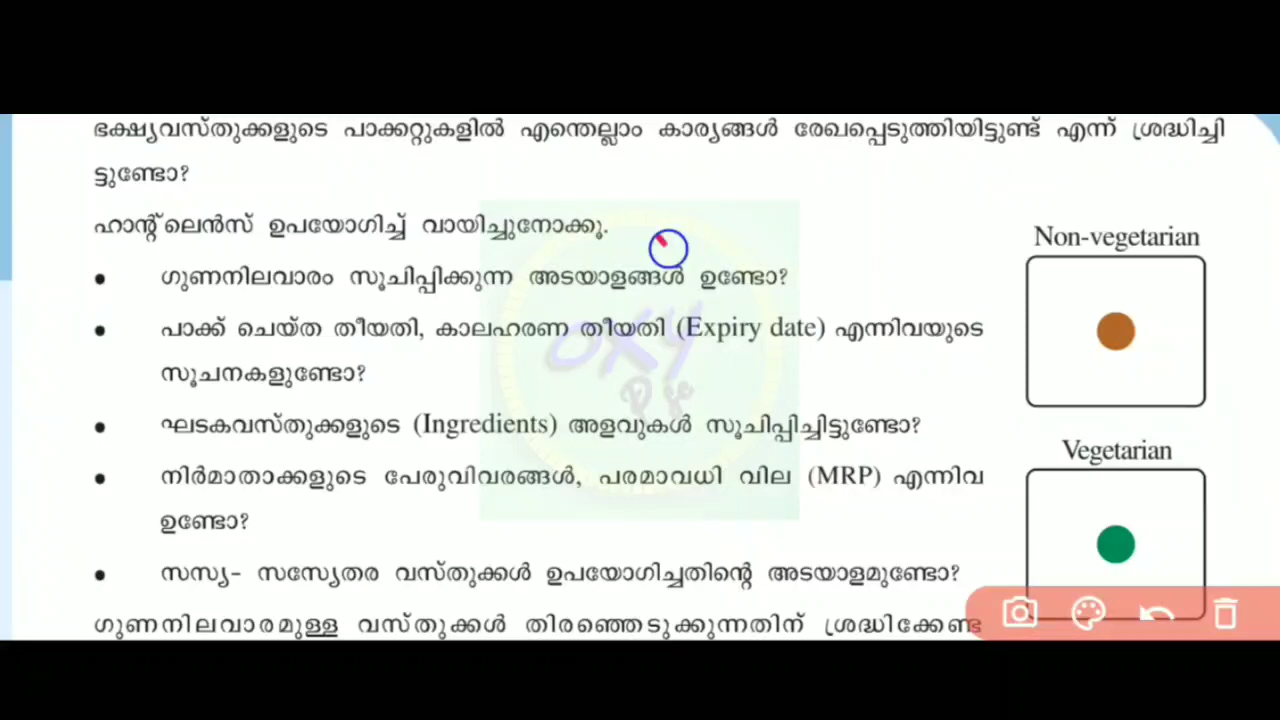 ഭക്ഷ്യവസ്തുക്കളുടെ പാക്കറ്റുകളിൽ എന്തെല്ലാം കാര്യങ്ങൾ രേഖപ്പെടുത്തിയിട്ടുണ്ട് എന്ന് ശ്രദ്ധിച്ചി
ട്ടുണ്ടോ?
ഹാന്റ്‌ലെൻസ് ഉപയോഗിച്ച് വായിച്ചുനോക്കൂ.
Non-vegetarian
• ഗുണനിലവാരം സൂചിപ്പിക്കുന്ന അടയാളങ്ങൾ ഉണ്ടോ?
• പാക്ക് ചെയ്ത തീയതി, കാലഹരണ തീയതി (Expiry date) എന്നിവയുടെ
സൂചനകളുണ്ടോ?
• ഘടകവസ്തുക്കളുടെ (Ingredients) അളവുകൾ സൂചിപ്പിച്ചിട്ടുണ്ടോ?
Vegetarian
• നിർമാതാക്കളുടെ പേരുവിവരങ്ങൾ, പരമാവധി വില (MRP) എന്നിവ
ഉണ്ടോ?
• സസ്യ- സസ്യേതര വസ്തുക്കൾ ഉപയോഗിച്ചതിന്റെ അടയാളമുണ്ടോ?
ഗുണനിലവാരമുള്ള വസ്തുക്കൾ തിരഞ്ഞെടുക്കുന്നതിന് ശ്രദ്ധിക്കേണ്ട
OXY